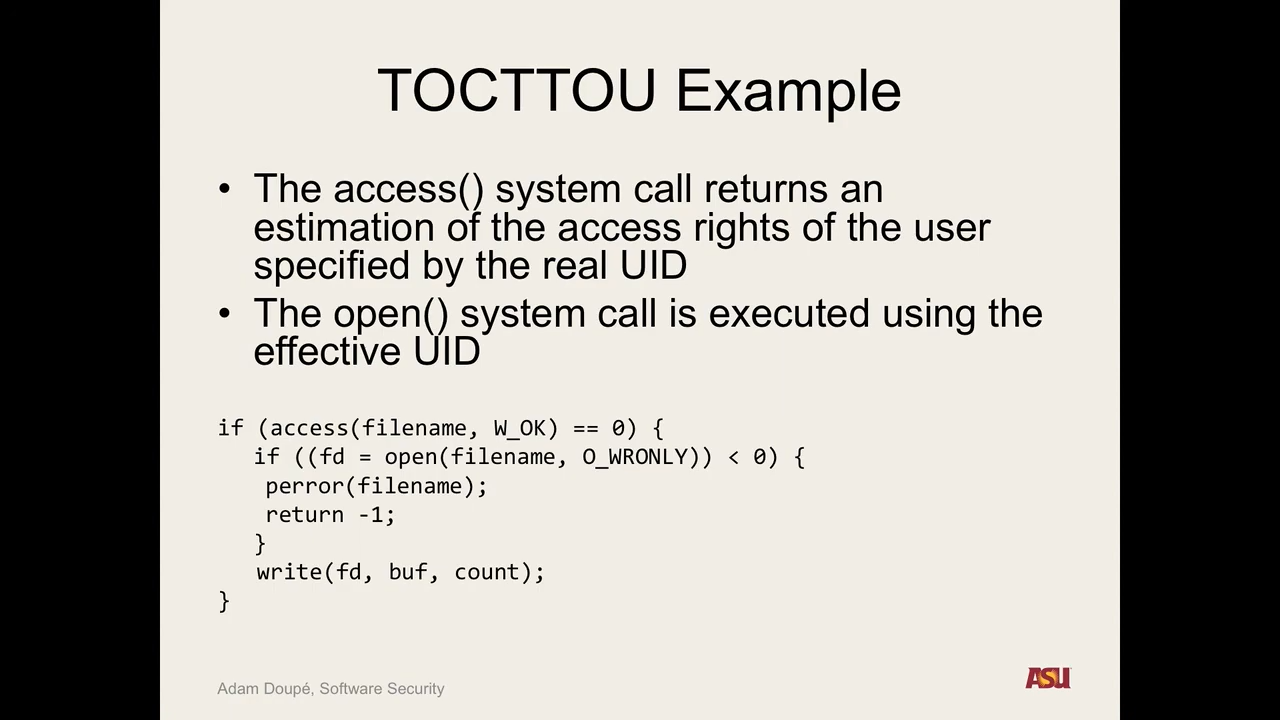 TOCTTOU Example
• The access() system call returns an
estimation of the access rights of the user
specified by the real UID
• The open() system call is executed using the
effective UID
if (access(filename, W_OK) == 0) {
if ((fd = open(filename, O_WRONLY)) < 0) {
perror(filename);
return -1;
}
write(fd, buf, count);
}
Adam Doupé, Software Security
ASU